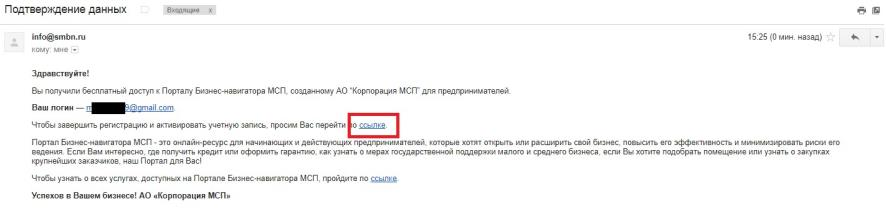 Подтверждение данных
Входящие x
info@smbn.ru
15:25 (0 мин. назад)
кому: мне
Здравствуйте!
Вы получили бесплатный доступ к Порталу Бизнес-навигатора МСП, созданному АО "Корпорация МСП" для предпринимателей.
Ваш логин — m 9@gmail.com.
Чтобы завершить регистрацию и активировать учетную запись, просим Вас перейти по ссылке.
Портал Бизнес-навигатора МСП - это онлайн-ресурс для начинающих и действующих предпринимателей, которые хотят открыть или расширить свой бизнес, повысить его эффективность и минимизировать риски его
ведения. Если Вам интересно, где получить кредит или оформить гарантию, как узнать о мерах государственной поддержки малого и среднего бизнеса, если Вы хотите подобрать помещение или узнать о закупках
крупнейших заказчиков, наш Портал для Вас!
Чтобы узнать о всех услугах, доступных на Портале Бизнес-навигатора МСП, пройдите по ссылке.
Успехов в Вашем бизнесе! АО «Корпорация МСП»